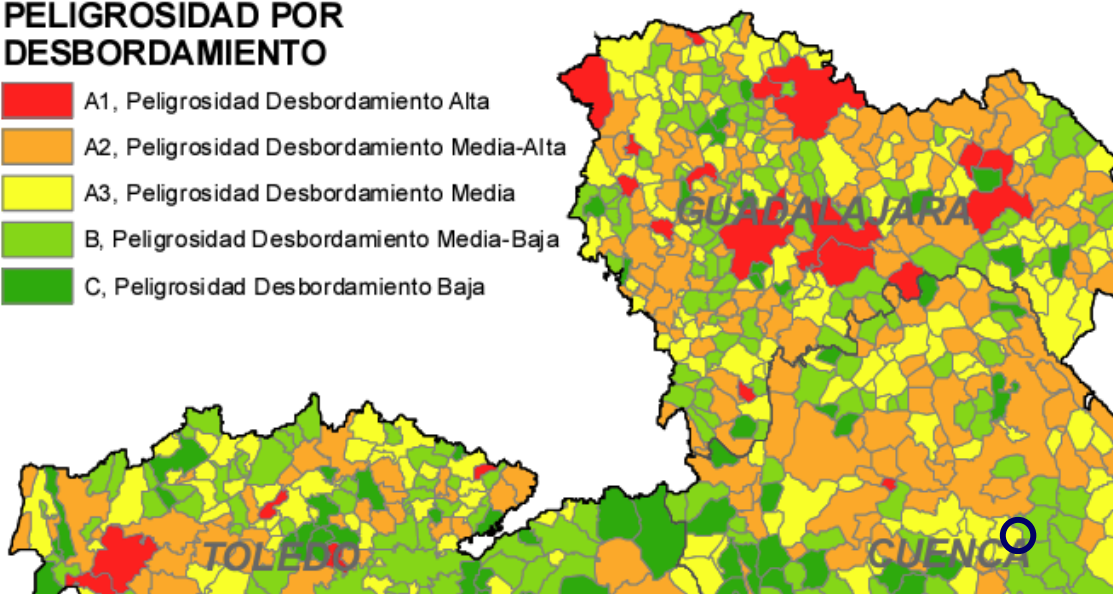 PELIGROSIDAD POR
DESBORDAMIENTO
A1, Peligrosidad Desbordamiento Alta
A2, Peligrosidad Desbordamiento Media-Alta
A3, Peligrosidad Desbordamiento Media
B, Peligrosidad Desbordamiento Media-Baja
C, Peligrosidad Desbordamiento Baja
GUADALAJARA
TOLEDO
CUENCA